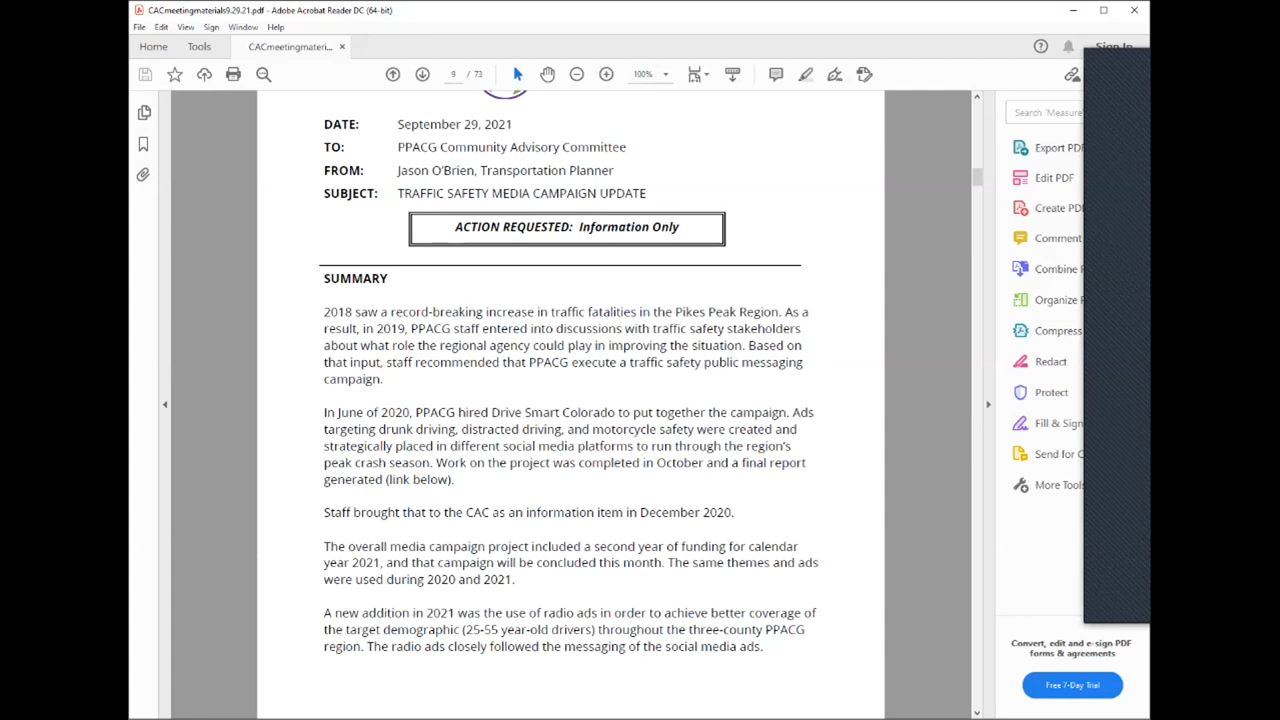 CACmeetingmaterials9.29.21.pdf - Adobe Acrobat Reader DC (64-bit)
File Edit View Sign Window Help
Home Tools CACmeetingmateri... Sign In
9 / 73 100%
Search 'Measure
DATE: September 29, 2021
TO: PPACG Community Advisory Committee
FROM: Jason O'Brien, Transportation Planner
SUBJECT: TRAFFIC SAFETY MEDIA CAMPAIGN UPDATE
ACTION REQUESTED: Information Only
SUMMARY
2018 saw a record-breaking increase in traffic fatalities in the Pikes Peak Region. As a
result, in 2019, PPACG staff entered into discussions with traffic safety stakeholders
about what role the regional agency could play in improving the situation. Based on
that input, staff recommended that PPACG execute a traffic safety public messaging
campaign.
In June of 2020, PPACG hired Drive Smart Colorado to put together the campaign. Ads
targeting drunk driving, distracted driving, and motorcycle safety were created and
strategically placed in different social media platforms to run through the region's
peak crash season. Work on the project was completed in October and a final report
generated (link below).
Staff brought that to the CAC as an information item in December 2020.
The overall media campaign project included a second year of funding for calendar
year 2021, and that campaign will be concluded this month. The same themes and ads
were used during 2020 and 2021.
A new addition in 2021 was the use of radio ads in order to achieve better coverage of
the target demographic (25-55 year-old drivers) throughout the three-county PPACG
region. The radio ads closely followed the messaging of the social media ads.
Export PDF
Edit PDF
Create PDF
Comment
Combine
Organize
Compress
Redact
Protect
Fill & Sign
Send for C
More Tools
Convert, edit and e-sign PDF
forms & agreements
Free 7-Day Trial